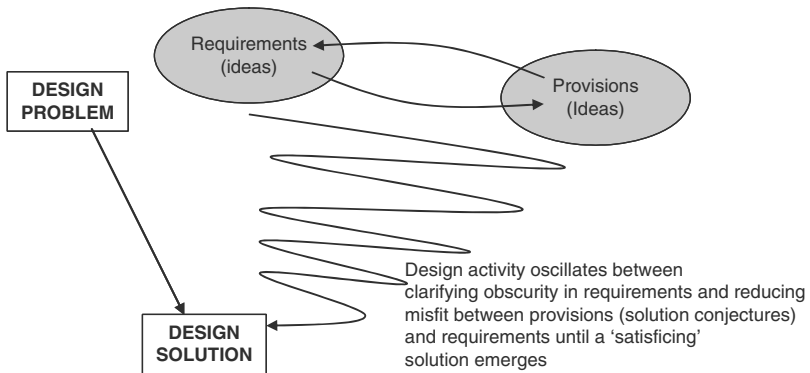 Requirements
(ideas)
Provisions
(Ideas)
DESIGN
PROBLEM
Design activity oscillates between
clarifying obscurity in requirements and reducing
misfit between provisions (solution conjectures)
and requirements until a ‘satisficing’
solution emerges
DESIGN
SOLUTION